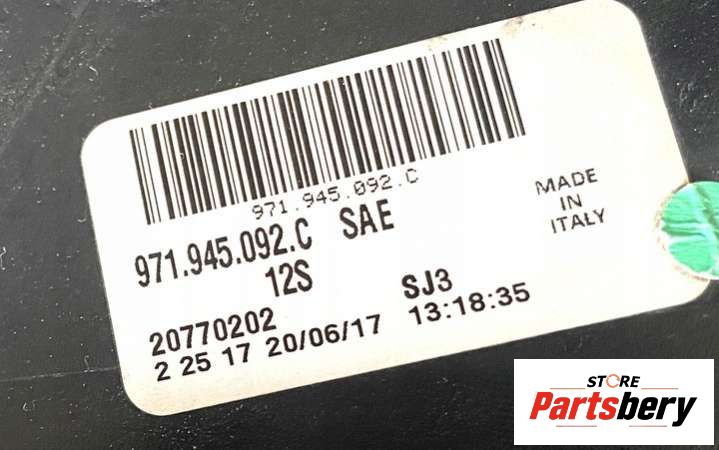 971.945.092.C
971.945.092.C SAE
12S
MADE
IN
ITALY
20770202 SJ3
2 25 17 20/06/17 13:18:35
STORE
Partsbery